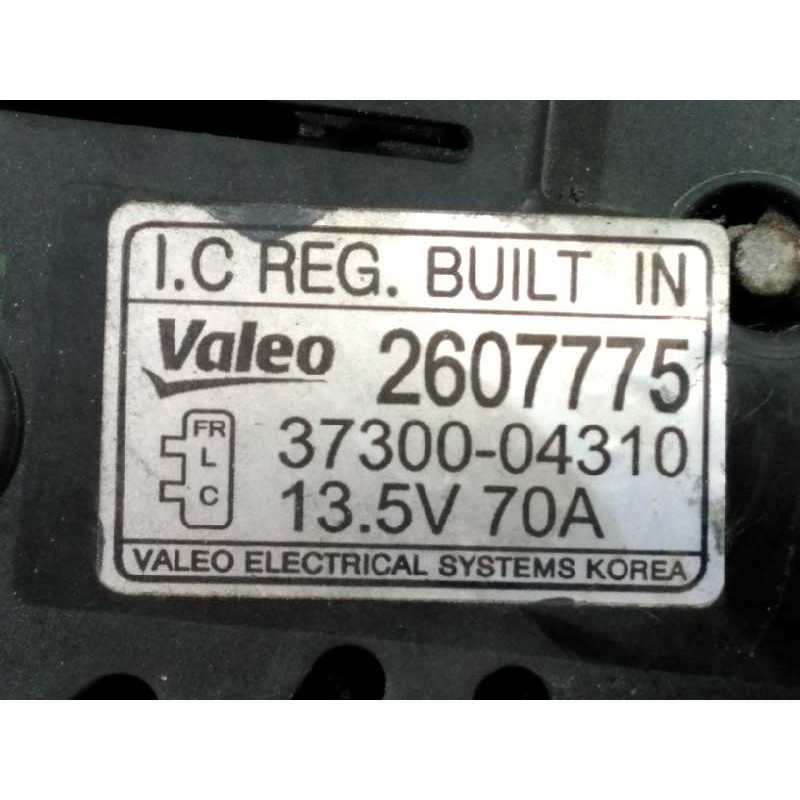 I.C REG. BUILT IN
Valeo 2607775
FR
37300-04310
L
C
13.5V 70A
VALEO ELECTRICAL SYSTEMS KOREA